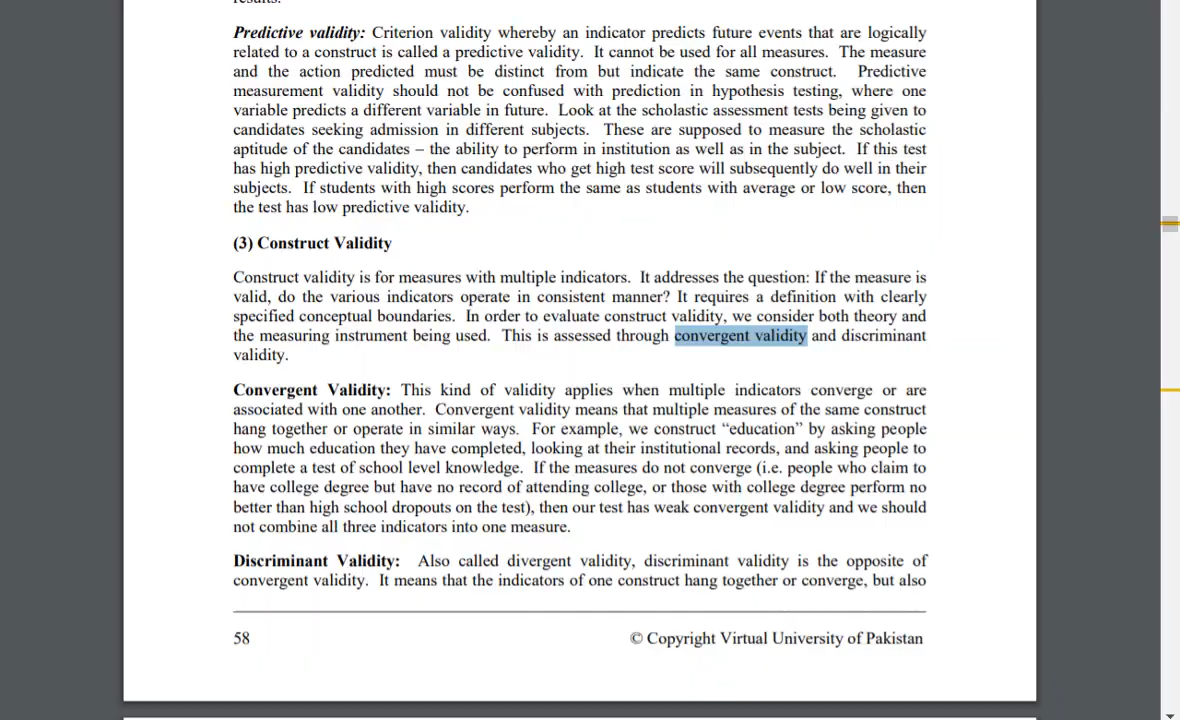 results.
Predictive validity: Criterion validity whereby an indicator predicts future events that are logically
related to a construct is called a predictive validity. It cannot be used for all measures. The measure
and the action predicted must be distinct from but indicate the same construct. Predictive
measurement validity should not be confused with prediction in hypothesis testing, where one
variable predicts a different variable in future. Look at the scholastic assessment tests being given to
candidates seeking admission in different subjects. These are supposed to measure the scholastic
aptitude of the candidates – the ability to perform in institution as well as in the subject. If this test
has high predictive validity, then candidates who get high test score will subsequently do well in their
subjects. If students with high scores perform the same as students with average or low score, then
the test has low predictive validity.
(3) Construct Validity
Construct validity is for measures with multiple indicators. It addresses the question: If the measure is
valid, do the various indicators operate in consistent manner? It requires a definition with clearly
specified conceptual boundaries. In order to evaluate construct validity, we consider both theory and
the measuring instrument being used. This is assessed through convergent validity and discriminant
validity.
Convergent Validity: This kind of validity applies when multiple indicators converge or are
associated with one another. Convergent validity means that multiple measures of the same construct
hang together or operate in similar ways. For example, we construct “education” by asking people
how much education they have completed, looking at their institutional records, and asking people to
complete a test of school level knowledge. If the measures do not converge (i.e. people who claim to
have college degree but have no record of attending college, or those with college degree perform no
better than high school dropouts on the test), then our test has weak convergent validity and we should
not combine all three indicators into one measure.
Discriminant Validity: Also called divergent validity, discriminant validity is the opposite of
convergent validity. It means that the indicators of one construct hang together or converge, but also
58 © Copyright Virtual University of Pakistan